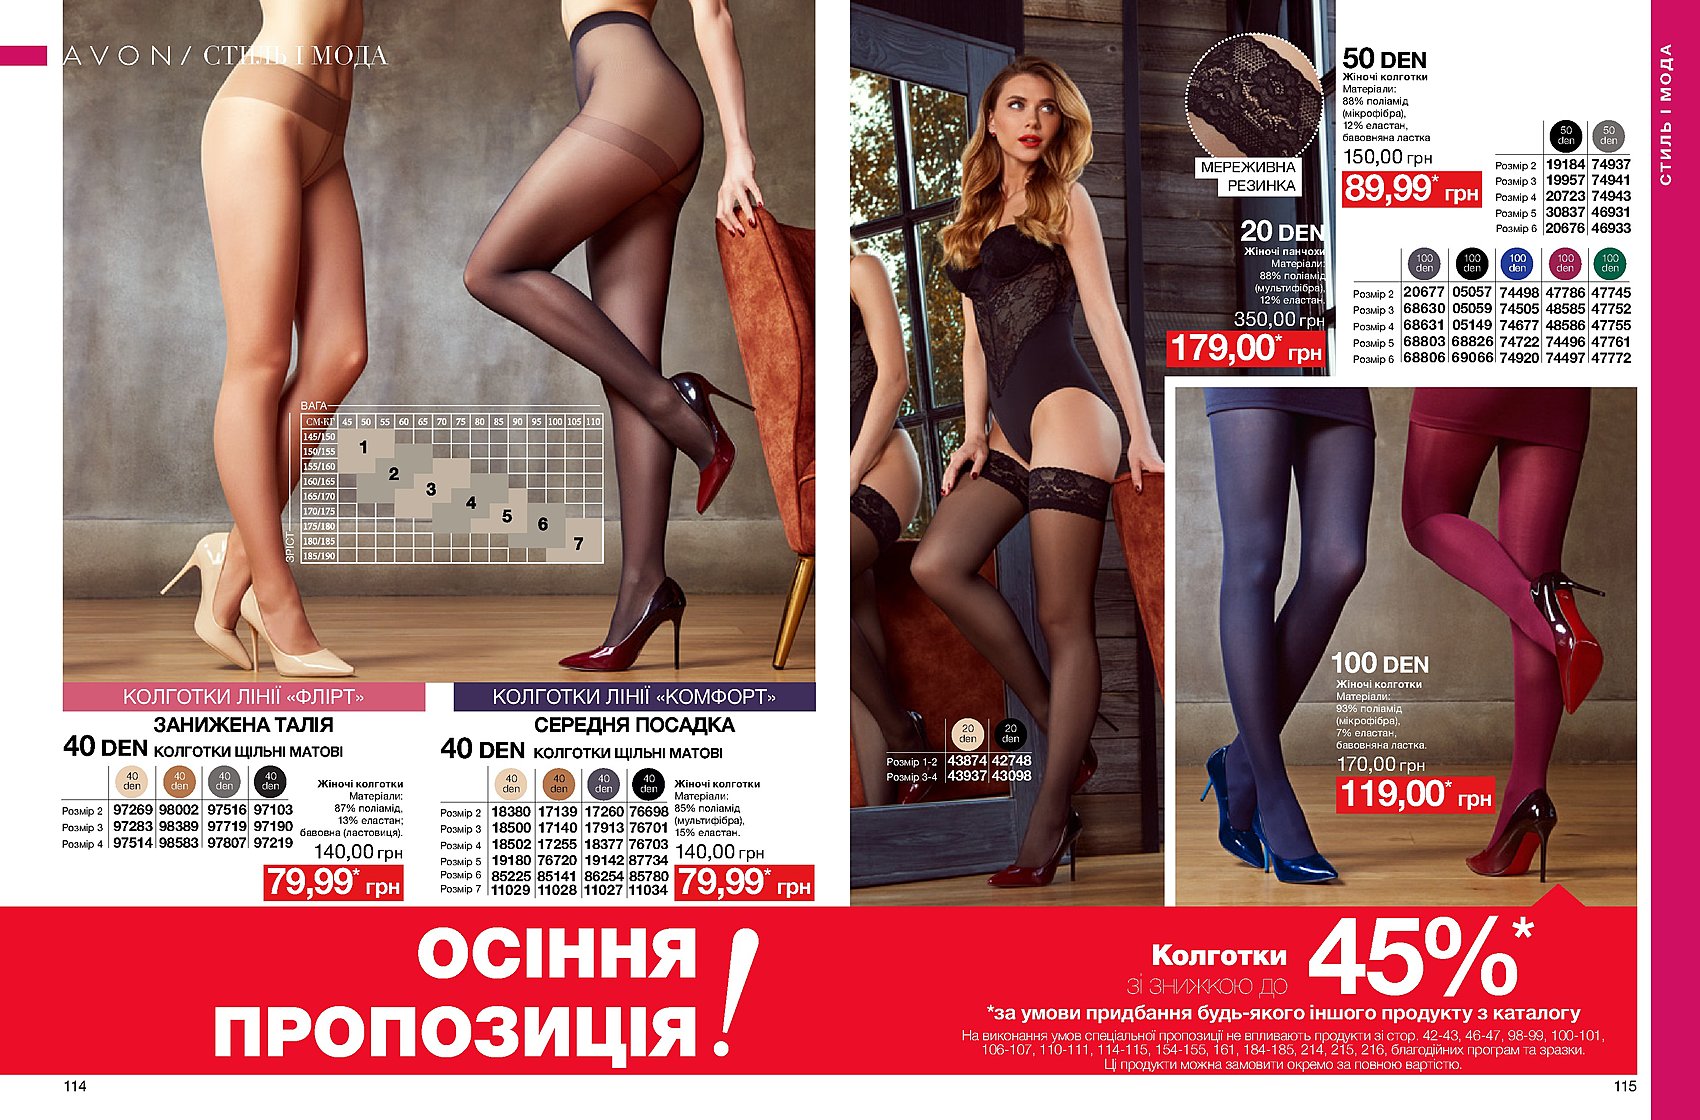 AVON / СТИЛЬ І МОДА
ВАГА
СМ-КГ 45 50 55 60 65 70 75 80 85 90 95 100 105 110
145/150
150/155
155/160
160/165
165/170
170/175
175/180
180/185
185/190
ЗРІСТ
1
2
3
4
5
6
7
КОЛГОТКИ ЛІНІЇ «ФЛІРТ»
ЗАНИЖЕНА ТАЛІЯ
40 DEN КОЛГОТКИ ЩІЛЬНІ МАТОВІ
40 den 40 den 40 den 40 den
Розмір 2 97269 98002 97516 97103
Розмір 3 97283 98389 97719 97190
Розмір 4 97514 98583 97807 97219
Жіночі колготки
Матеріали:
87% поліамід,
13% еластан;
бавовна (ластовиця).
140,00 грн
79,99* грн
КОЛГОТКИ ЛІНІЇ «КОМФОРТ»
СЕРЕДНЯ ПОСАДКА
40 DEN КОЛГОТКИ ЩІЛЬНІ МАТОВІ
40 den 40 den 40 den 40 den
Розмір 2 18380 17139 17260 76698
Розмір 3 18500 17140 17913 76701
Розмір 4 18502 17255 18377 76703
Розмір 5 19180 76720 19142 87734
Розмір 6 85225 85141 86254 85780
Розмір 7 11029 11028 11027 11034
Жіночі колготки
Матеріали:
85% поліамід
(мультифібра),
15% еластан.
140,00 грн
79,99* грн
МЕРЕЖИВНА
РЕЗИНКА
20 DEN
Жіночі панчохи
Матеріали:
88% поліамід
(мультифібра),
12% еластан.
350,00 грн
179,00* грн
20 den 20 den
Розмір 1-2 43874 42748
Розмір 3-4 43937 43098
50 DEN
Жіночі колготки
Матеріали:
88% поліамід
(мікрофібра),
12% еластан,
бавовняна ластка
150,00 грн
89,99* грн
50 den 50 den
Розмір 2 19184 74937
Розмір 3 19957 74941
Розмір 4 20723 74943
Розмір 5 30837 46931
Розмір 6 20676 46933
100 den 100 den 100 den 100 den 100 den
Розмір 2 20677 05057 74498 47786 47745
Розмір 3 68630 05059 74505 48585 47752
Розмір 4 68631 05149 74677 48586 47755
Розмір 5 68803 68826 74722 74496 47761
Розмір 6 68806 69066 74920 74497 47772
100 DEN
Жіночі колготки
Матеріали:
93% поліамід
(мікрофібра),
7% еластан,
бавовняна ластка.
170,00 грн
119,00* грн
СТИЛЬ І МОДА
ОСІННЯ
ПРОПОЗИЦІЯ!
Колготки
ЗІ ЗНИЖКОЮ ДО
45%*
*за умови придбання будь-якого іншого продукту з каталогу
На виконання умов спеціальної пропозиції не впливають продукти зі стор. 42-43, 46-47, 98-99, 100-101,
106-107, 110-111, 114-115, 154-155, 161, 184-185, 214, 215, 216, благодійних програм та зразки.
Ці продукти можна замовити окремо за повною вартістю.
114
115